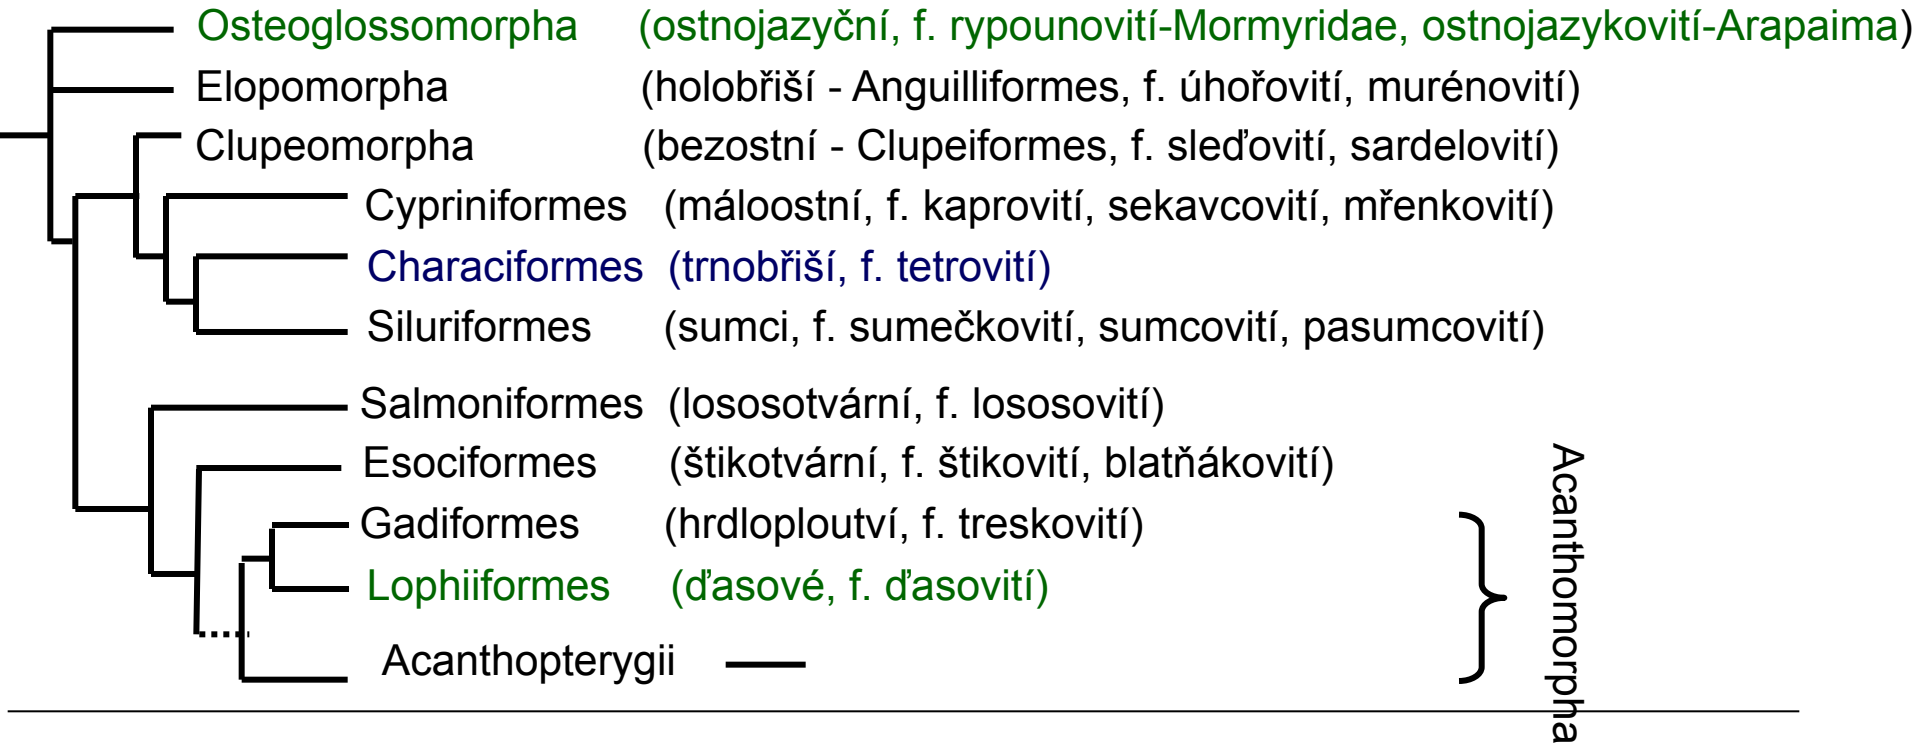 Osteoglossomorpha (ostnojazyční, f. rypounovití-Mormyridae, ostnojazykovití-Arapaima)
Elopomorpha (holobřiší - Anguilliformes, f. úhořovití, murénovití)
Clupeomorpha (bezostní - Clupeiformes, f. sleďovití, sardelovití)
Cypriniformes (máloostní, f. kaprovití, sekavcovití, mřenkovití)
Characiformes (trnobřiší, f. tetrovití)
Siluriformes (sumci, f. sumečkovití, sumcovití, pasumcovití)
Salmoniformes (lososotvární, f. lososovití)
Esociformes (štikotvární, f. štikovití, blatňákovití)
Gadiformes (hrdloploutví, f. treskovití)
Lophiiformes (ďasové, f. ďasovití)
Acanthopterygii
Acanthomorpha